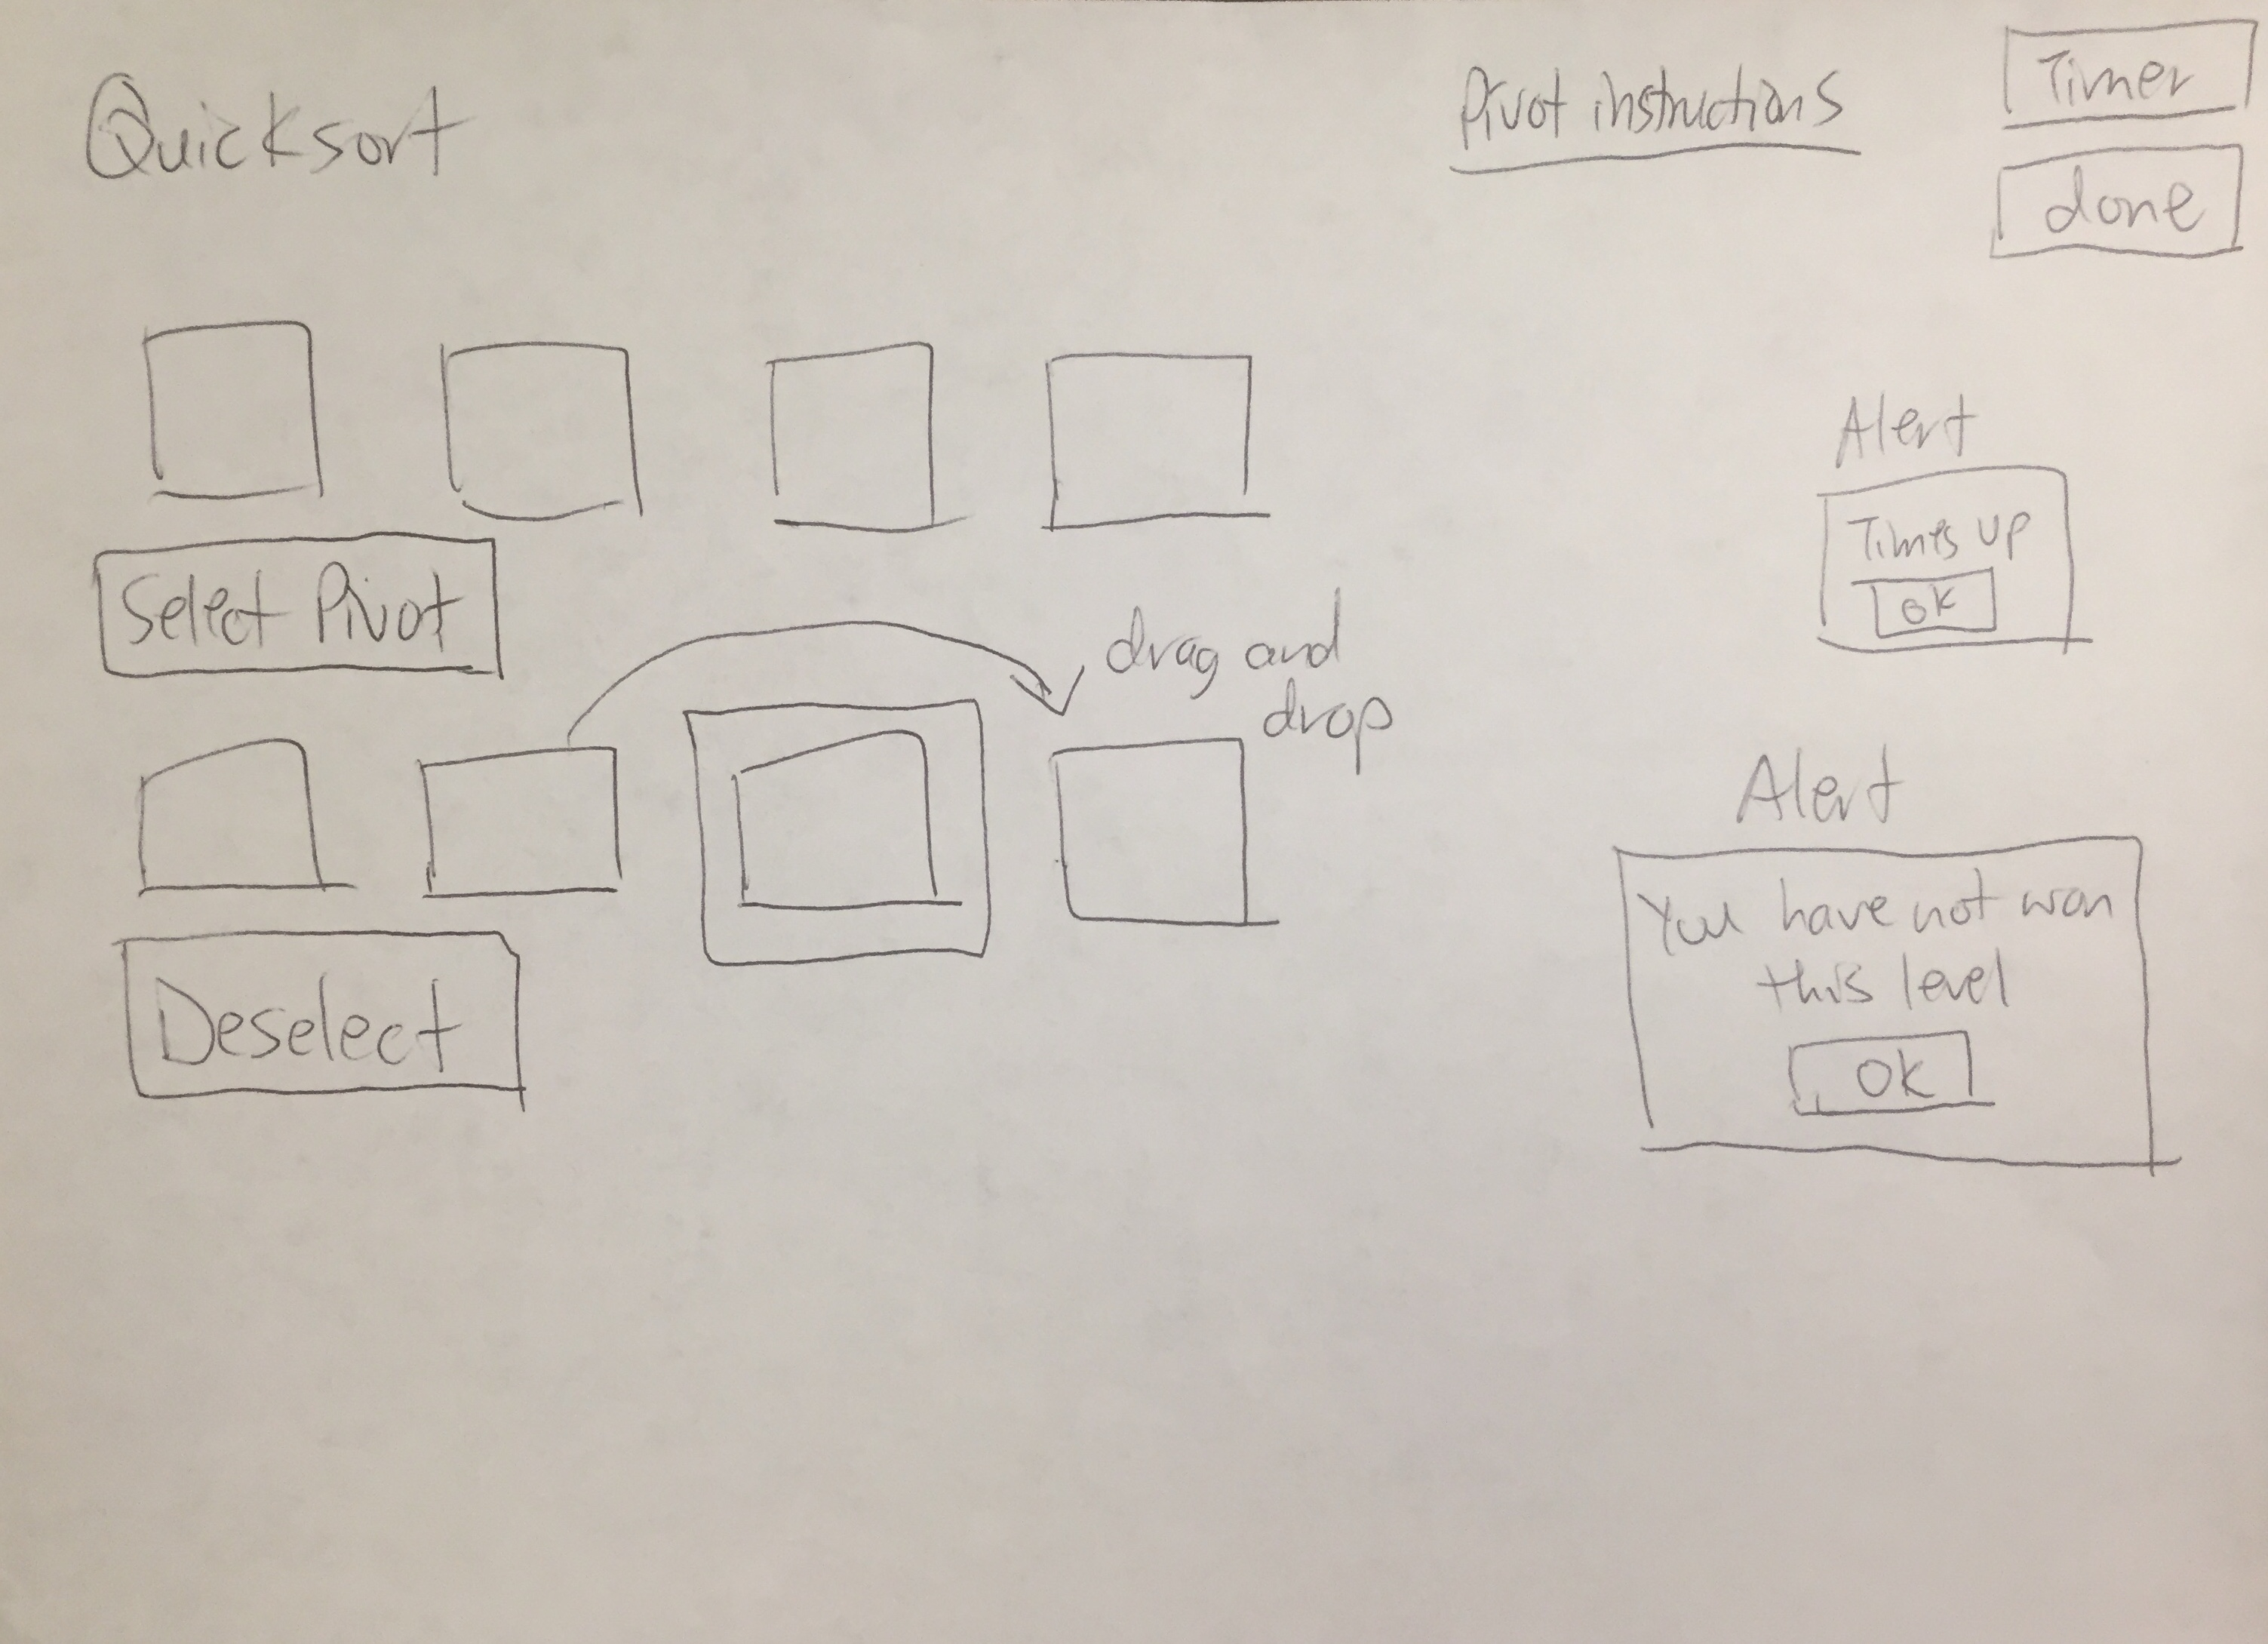 Quicksort
Pivot instructions
Timer
done
Select Pivot
drag and
drop
Deselect
Alert
Times up
OK
Alert
You have not won
this level
OK